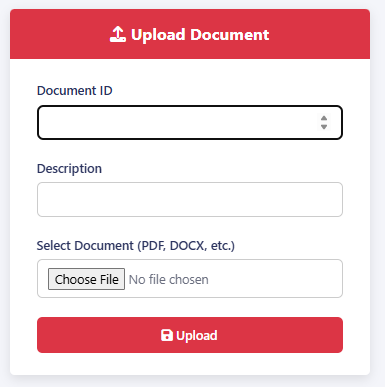 Upload Document
Document ID
Description
Select Document (PDF, DOCX, etc.)
Choose File No file chosen
Upload